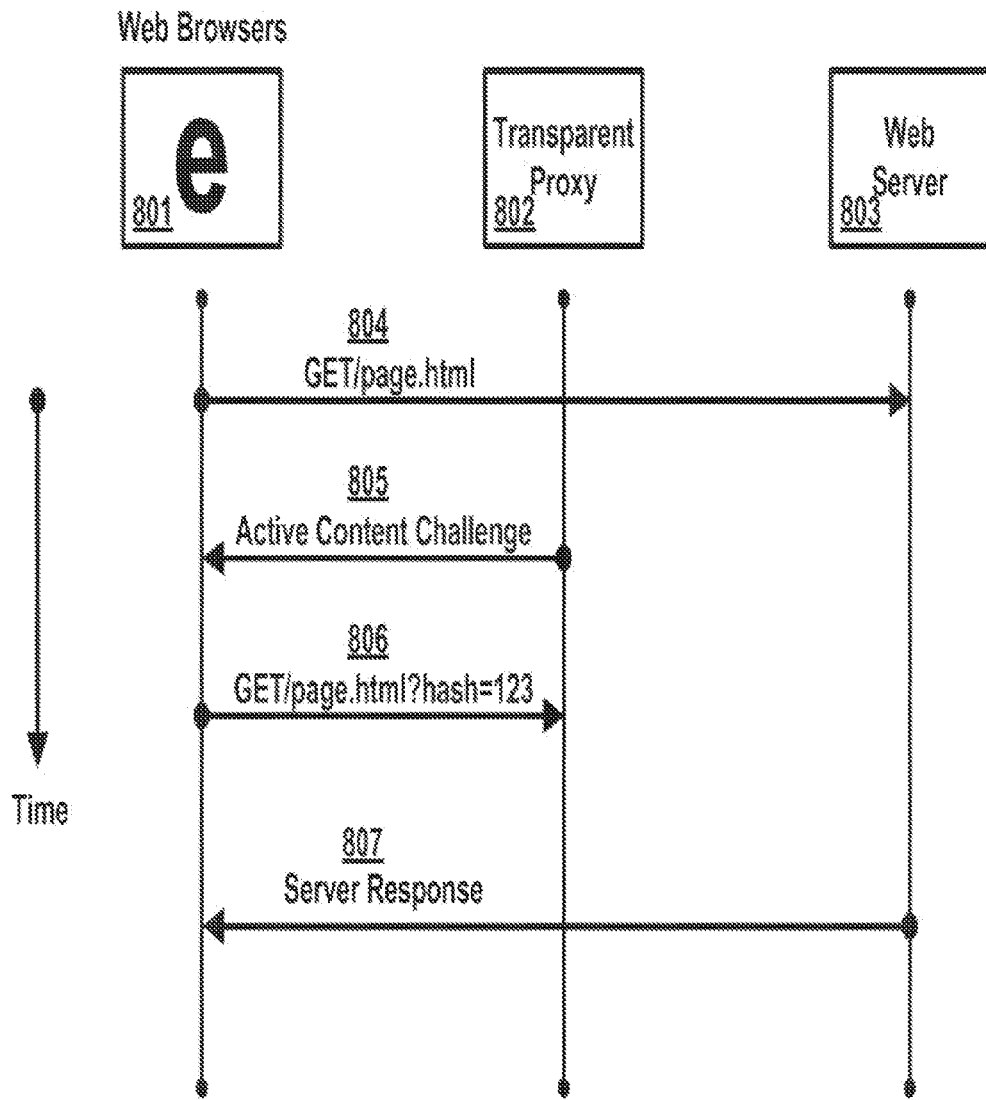 Web Browsers
e
801
Transparent
Proxy
802
Web
Server
803
804
GET/page.html
805
Active Content Challenge
806
GET/page.html?hash=123
Time
807
Server Response